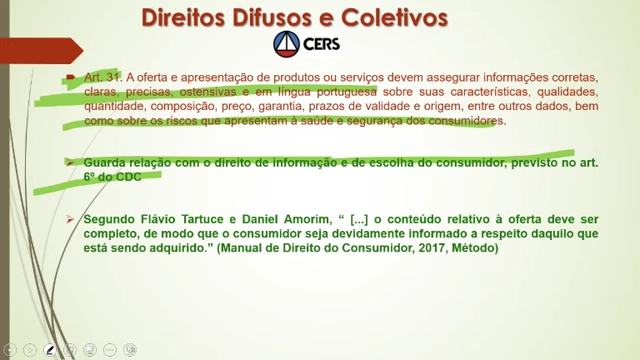 Direitos Difusos e Coletivos
CERS
Art. 31. A oferta e apresentação de produtos ou serviços devem assegurar informações corretas,
claras, precisas, ostensivas e em língua portuguesa sobre suas características, qualidades,
quantidade, composição, preço, garantia, prazos de validade e origem, entre outros dados, bem
como sobre os riscos que apresentam à saúde e segurança dos consumidores.
Guarda relação com o direito de informação e de escolha do consumidor, previsto no art.
6º do CDC
Segundo Flávio Tartuce e Daniel Amorim, “ [...] o conteúdo relativo à oferta deve ser
completo, de modo que o consumidor seja devidamente informado a respeito daquilo que
está sendo adquirido.” (Manual de Direito do Consumidor, 2017, Método)